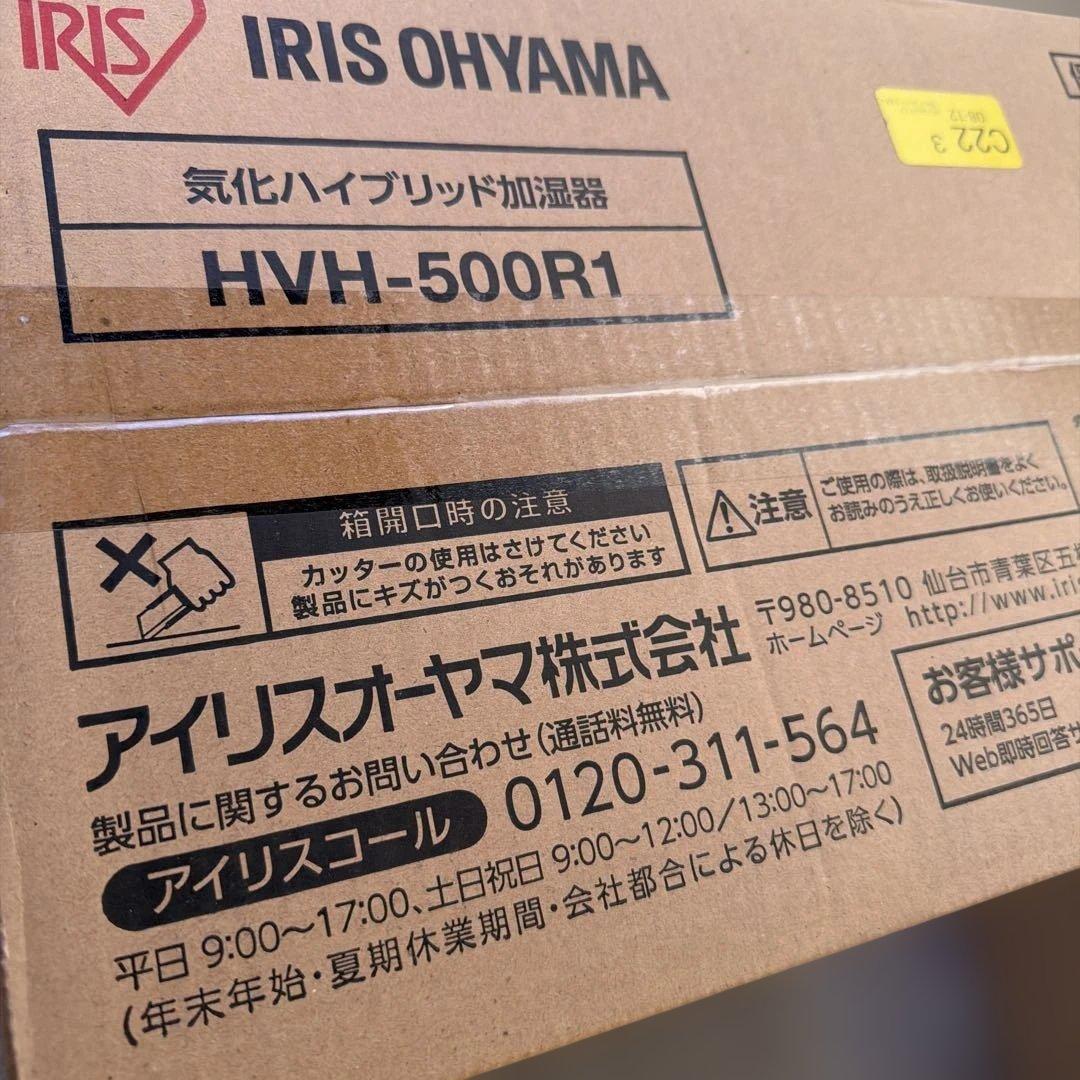 IRIS
IRIS OHYAMA
C22 3
08-12
気化ハイブリッド加湿器
HVH-500R1
箱開口時の注意
カッターの使用はさけてください
製品にキズがつくおそれがあります
注意
ご使用の際は、取扱説明書をよく
お読みのうえ正しくお使いください。
アイリスオーヤマ株式会社
〒980-8510 仙台市青葉区五
ホームページ http://www.iris
製品に関するお問い合わせ(通話料無料)
アイリスコール 0120-311-564
平日 9:00〜17:00、土日祝日 9:00〜12:00/13:00〜17:00
(年末年始・夏期休業期間・会社都合による休日を除く)
お客様サポ
24時間365日
Web即時回答サ